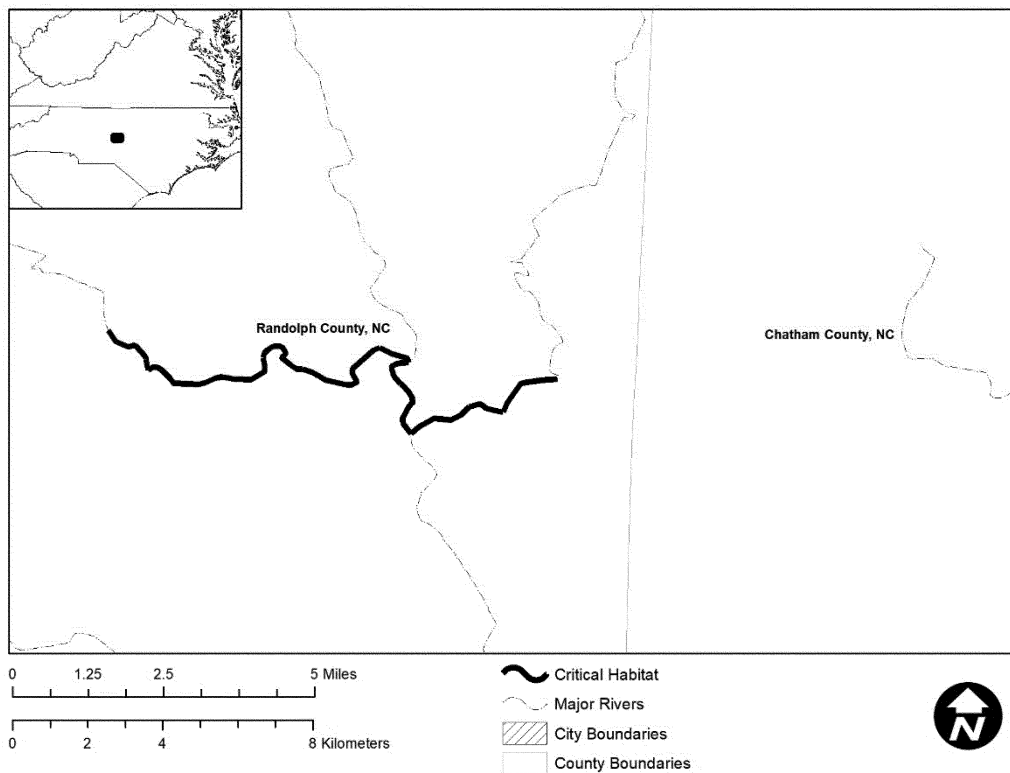 Randolph County, NC
Chatham County, NC
0 1.25 2.5 5 Miles
0 2 4 8 Kilometers
Critical Habitat
Major Rivers
City Boundaries
County Boundaries
N